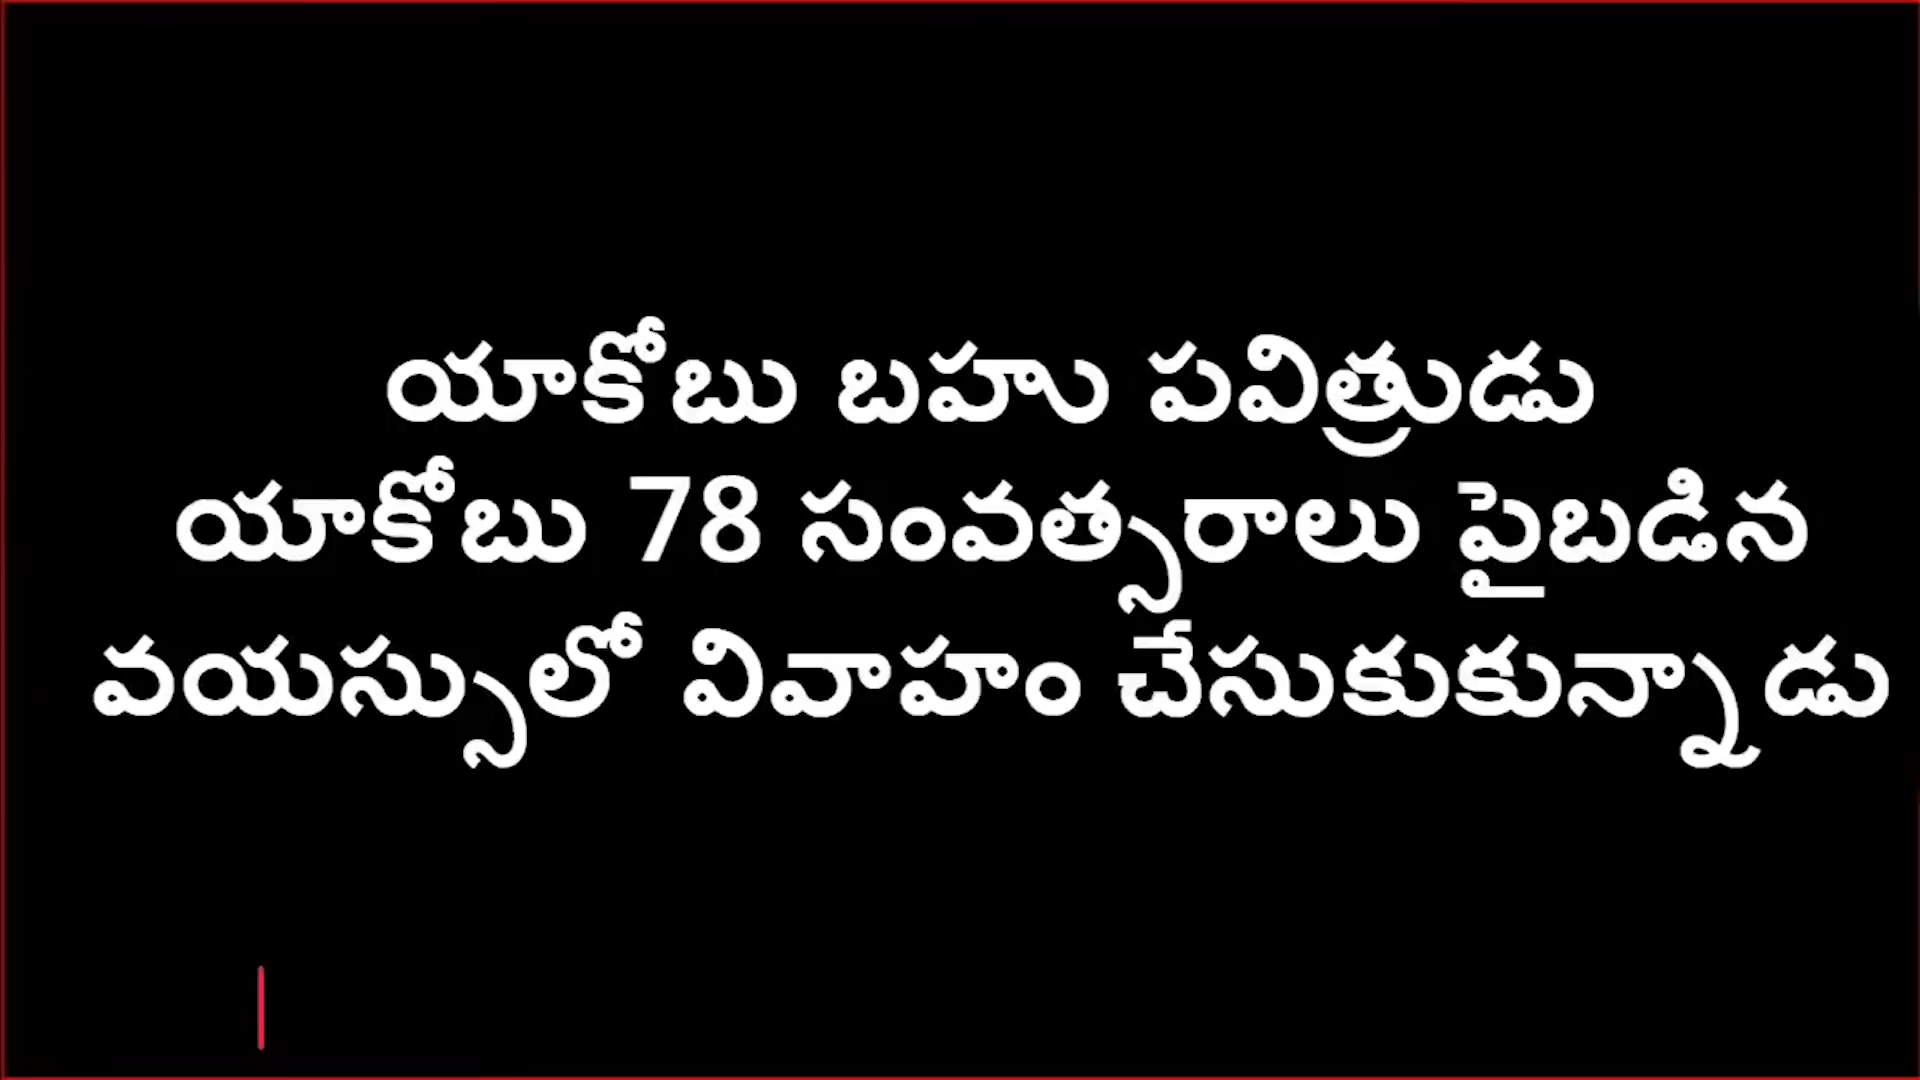 యాకోబు బహు పవిత్రుడు
యాకోబు 78 సంవత్సరాలు పైబడిన
వయస్సులో వివాహం చేసుకుకున్నాడు